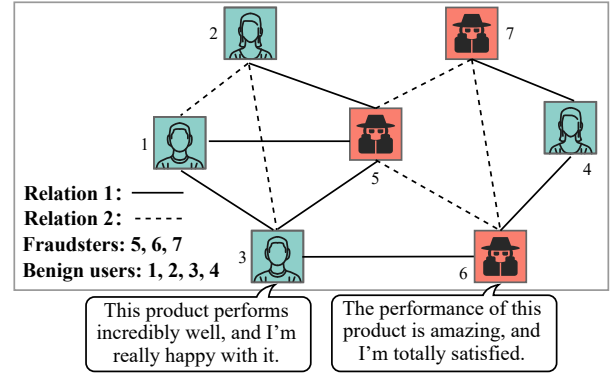 2
7
1
5
4
Relation 1:
Relation 2:
Fraudsters: 5, 6, 7
Benign users: 1, 2, 3, 4
3
6
This product performs
incredibly well, and I’m
really happy with it.
The performance of this
product is amazing, and
I’m totally satisfied.